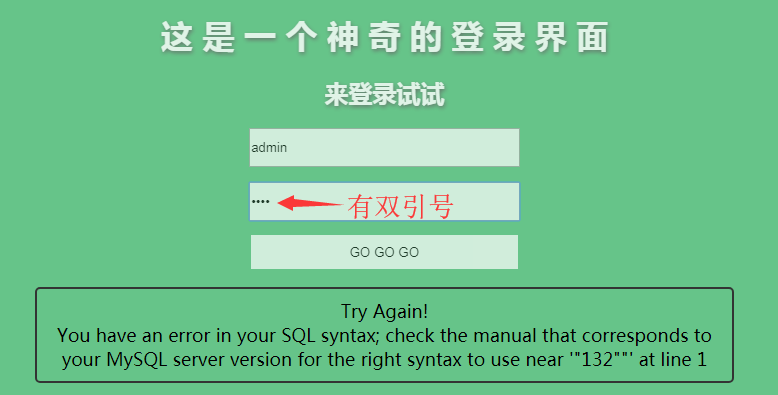 这是一个神奇的登录界面
来登录试试
admin
••••
有双引号
GO GO GO
Try Again!
You have an error in your SQL syntax; check the manual that corresponds to
your MySQL server version for the right syntax to use near '"132""' at line 1